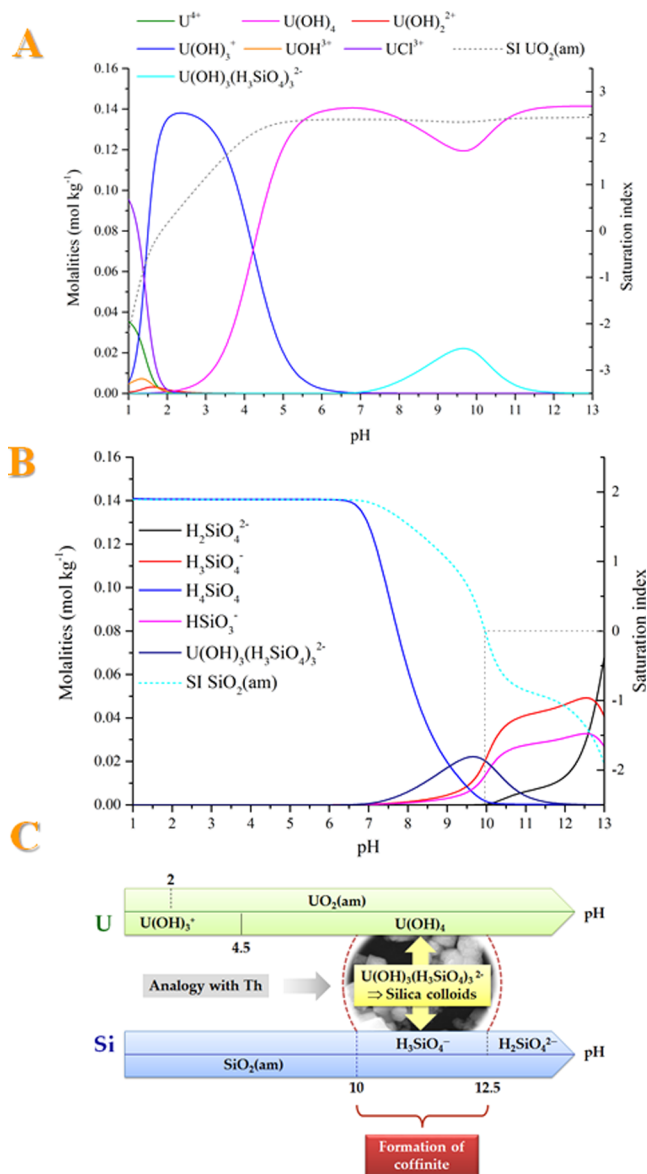 A
U⁴⁺ U(OH)₄ U(OH)₂²⁺
U(OH)₃⁺ UOH³⁺ UCl³⁺ SI UO₂(am)
U(OH)₃(H₃SiO₄)₃²⁻
Molalities (mol kg⁻¹)
0.16
0.14
0.12
0.10
0.08
0.06
0.04
0.02
0.00
3
2
1
0
-1
-2
-3
Saturation index
1 2 3 4 5 6 7 8 9 10 11 12 13
pH
B
Molalities (mol kg⁻¹)
0.16
0.14
0.12
0.10
0.08
0.06
0.04
0.02
0.00
H₂SiO₄²⁻
H₃SiO₄⁻
H₄SiO₄
HSiO₃⁻
U(OH)₃(H₃SiO₄)₃²⁻
SI SiO₂(am)
2
1
0
-1
-2
Saturation index
1 2 3 4 5 6 7 8 9 10 11 12 13
pH
C
2
UO₂(am)
pH
U
U(OH)₃⁺ U(OH)₄
4.5
Analogy with Th
U(OH)₃(H₃SiO₄)₃²⁻
⇒ Silica colloids
Si
H₃SiO₄⁻ H₂SiO₄²⁻
pH
SiO₂(am)
10 12.5
Formation of
coffinite